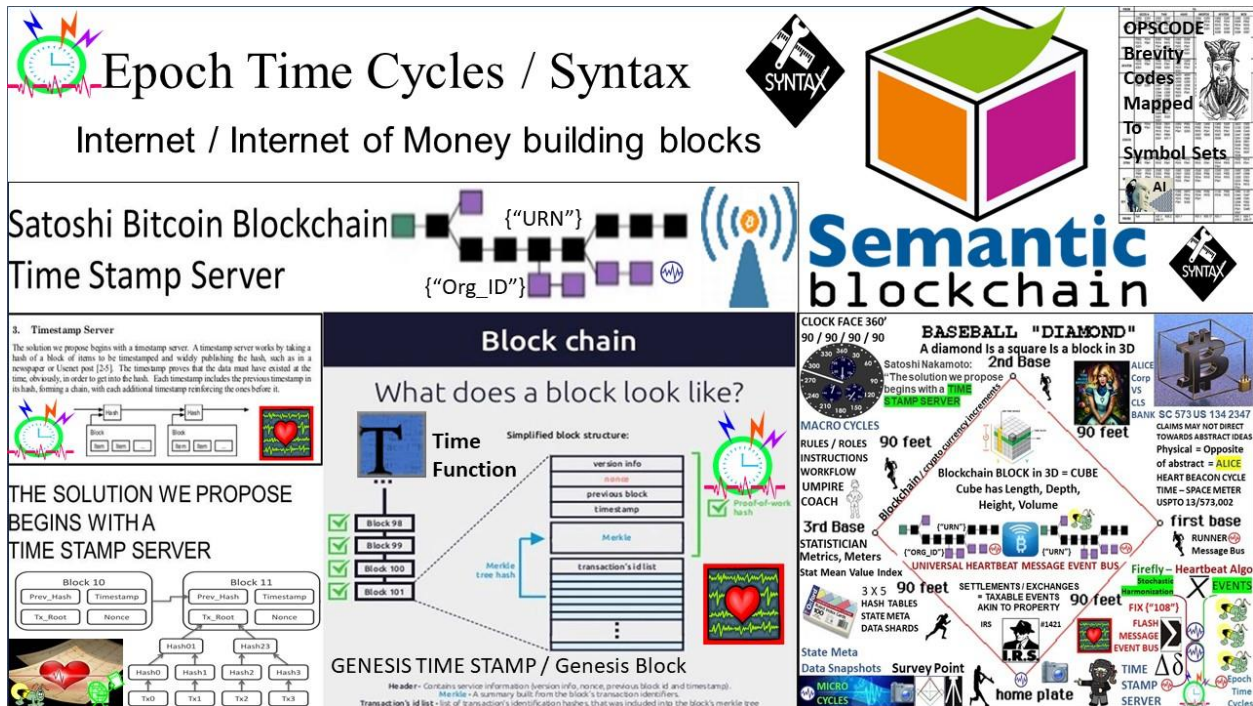 Epoch Time Cycles / Syntax
Internet / Internet of Money building blocks
SYNTAX
OPSCODE
Brevity
Codes
Mapped
To
Symbol Sets
AI
Satoshi Bitcoin Blockchain
Time Stamp Server
{“URN”}
{“Org_ID”}
Semantic
blockchain
SYNTAX
3. Timestamp Server
The solution we propose begins with a timestamp server. A timestamp server works by taking a
hash of a block of items to be timestamped and widely publishing the hash, such as in a
newspaper or Usenet post [2-5]. The timestamp proves that the data must have existed at the
time, obviously, in order to get into the hash. Each timestamp includes the previous timestamp in
its hash, forming a chain, with each additional timestamp reinforcing the ones before it.
Hash
Hash
Block
Block
Item
Item
...
Item
Item
...
THE SOLUTION WE PROPOSE
BEGINS WITH A
TIME STAMP SERVER
Block 10
Prev_Hash
Timestamp
Tx_Root
Nonce
Block 11
Prev_Hash
Timestamp
Tx_Root
Nonce
Hash01
Hash23
Hash0
Hash1
Hash2
Hash3
Tx0
Tx1
Tx2
Tx3
Block chain
What does a block look like?
T
Time
Function
Simplified block structure:
version info
nonce
previous block
timestamp
Merkle
transaction's id list
Proof-of-work
hash
Merkle
tree hash
Block 98
Block 99
Block 100
Block 101
GENESIS TIME STAMP / Genesis Block
Header - Contains service information (version info, nonce, previous block id and timestamp).
Merkle - A summary built from the block's transaction identifiers.
Transaction's id list - list of transaction's identification hashes, that was included into the block's merkle tree
CLOCK FACE 360'
90 / 90 / 90 / 90
MACRO CYCLES
BASEBALL "DIAMOND"
A diamond Is a square Is a block in 3D
Satoshi Nakamoto:
"The solution we propose
begins with a TIME
STAMP SERVER
2nd Base
ALICE
Corp
VS
CLS
BANK
SC 573 US 134 2347
CLAIMS MAY NOT DIRECT
TOWARDS ABSTRACT IDEAS
Physical = Opposite
of abstract = ALICE
HEART BEACON CYCLE
TIME – SPACE METER
USPTO 13/573,002
90 feet
90 feet
RULES / ROLES
INSTRUCTIONS
WORKFLOW
UMPIRE
COACH
Blockchain / crypto currency increments
Blockchain BLOCK in 3D = CUBE
Cube has Length, Depth,
Height, Volume
3rd Base
STATISTICIAN
Metrics, Meters
Stat Mean Value Index
{"URN"}
{"ORG_ID"}
{"URN"}
UNIVERSAL HEARTBEAT MESSAGE EVENT BUS
first base
RUNNER
Message Bus
90 feet
SETTLEMENTS / EXCHANGES
= TAXABLE EVENTS
AKIN TO PROPERTY
90 feet
IRS
#1421
I.R.S.
3 X 5
HASH TABLES
STATE META
DATA SHARDS
State Meta
Data Snapshots
MICRO
CYCLES
Survey Point
home plate
Firefly – Heartbeat Algo
Stochastic
Harmonization
X
EVENTS
FIX {"108"}
FLASH
MESSAGE
EVENT BUS
Σ
TIME
STAMP
SERVER
Δδ
Epoch
Time
Cycle